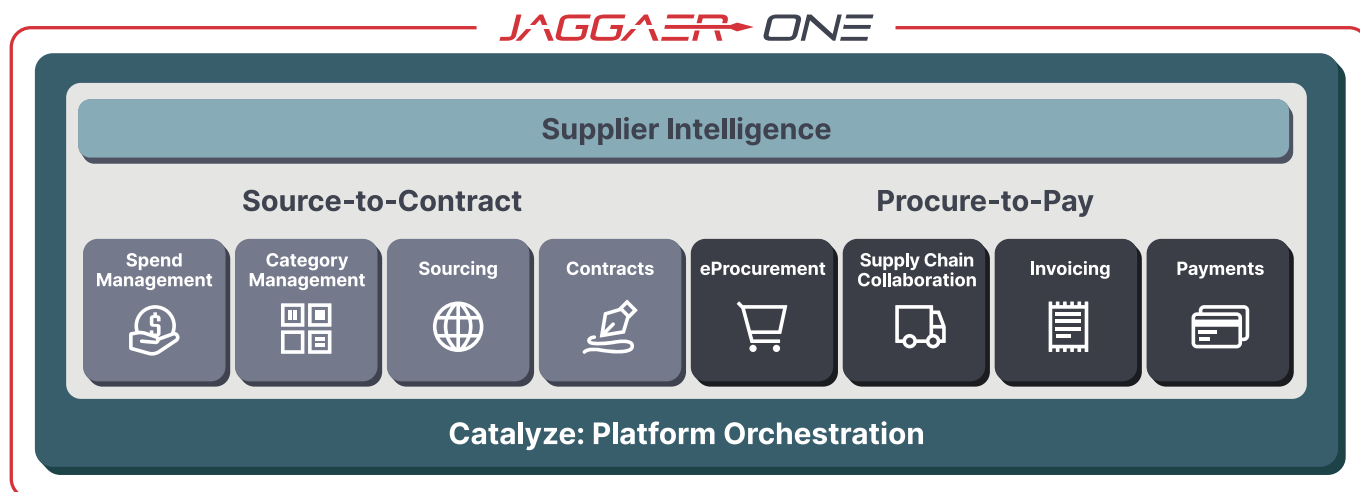 JAGGAER ONE
Supplier Intelligence
Source-to-Contract
Procure-to-Pay
Spend
Management
Category
Management
Sourcing
Contracts
eProcurement
Supply Chain
Collaboration
Invoicing
Payments
Catalyze: Platform Orchestration